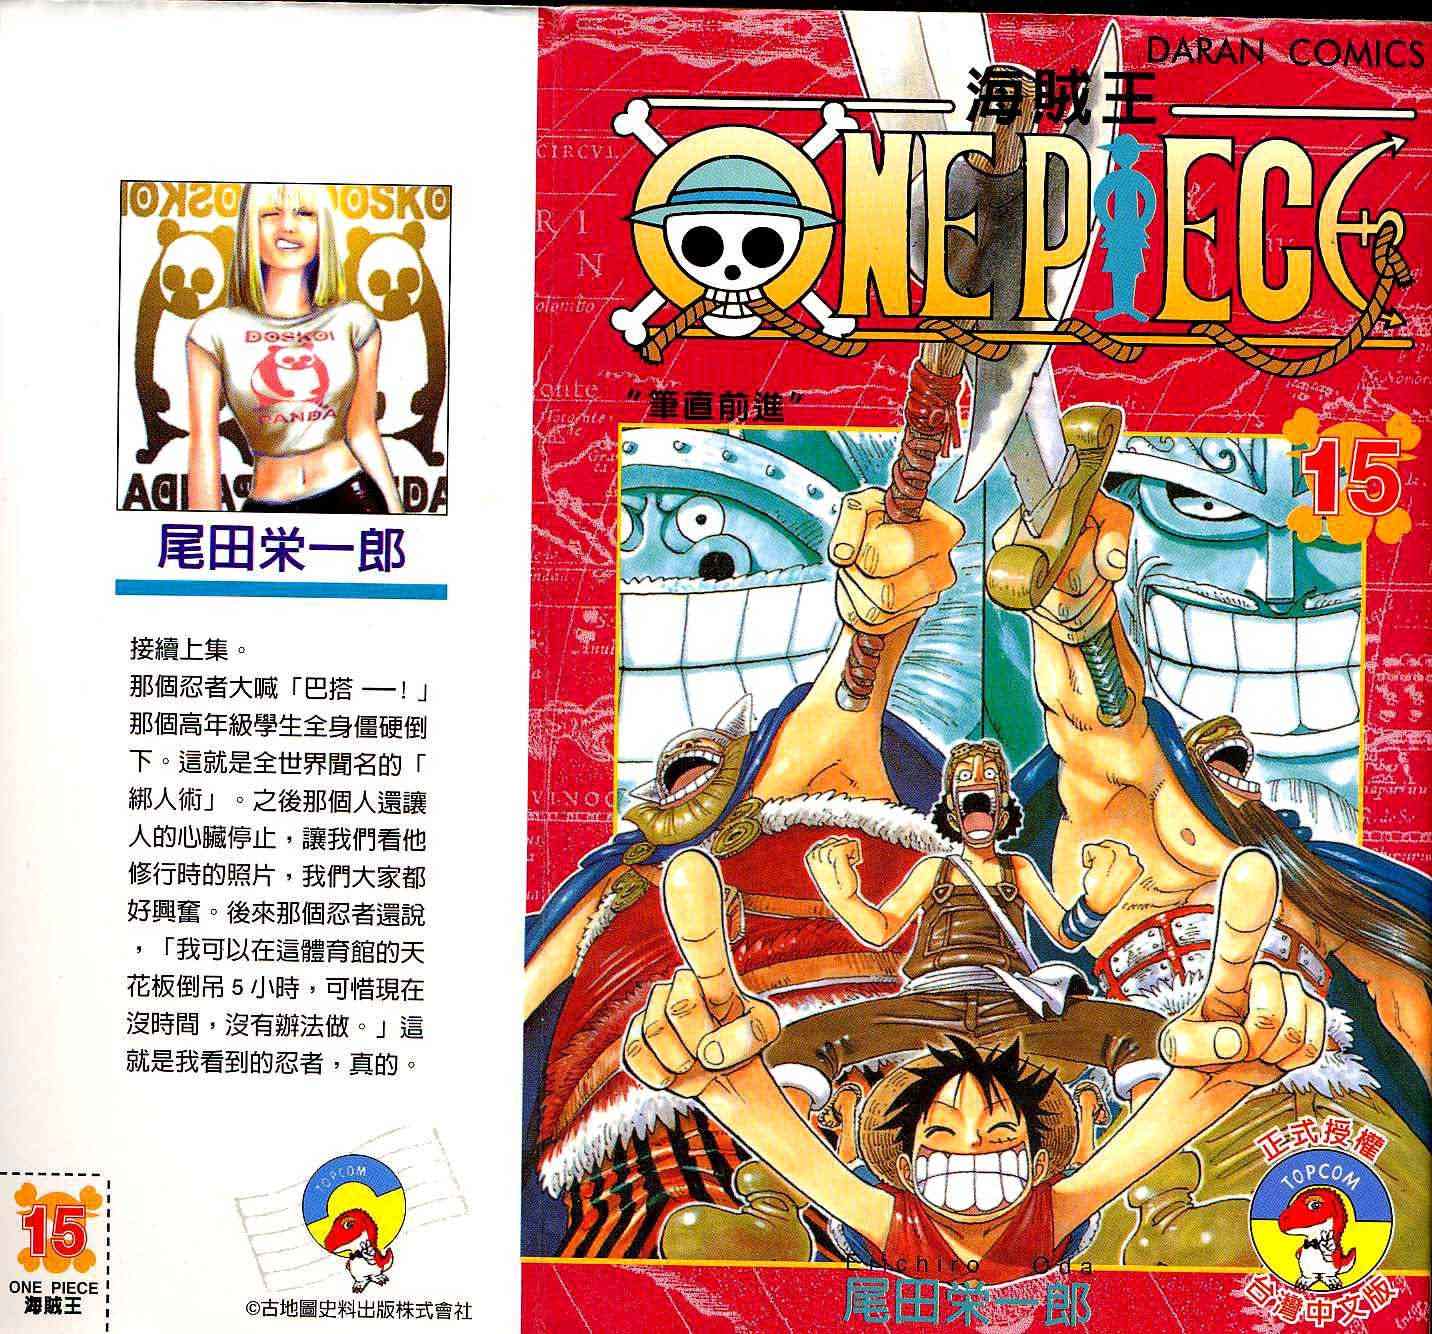 DOSKOI
PANDA
尾田栄一郎
接續上集。
那個忍者大喊「巴搭 ──! 」
那個高年級學生全身僵硬倒
下。這就是全世界聞名的「
綁人術」。之後那個人還讓
人的心臟停止，讓我們看他
修行時的照片，我們大家都
好興奮。後來那個忍者還說
，「我可以在這體育館的天
花板倒吊5小時，可惜現在
沒時間，沒有辦法做。」這
就是我看到的忍者，真的。
TOPCOM
©古地圖史料出版株式會社
15
ONE PIECE
海賊王
DARAN COMICS
海賊王
ONE PIECE
"筆直前進"
15
正式授權
TOPCOM
台灣中文版
Eiichiro Oda
尾田栄一郎